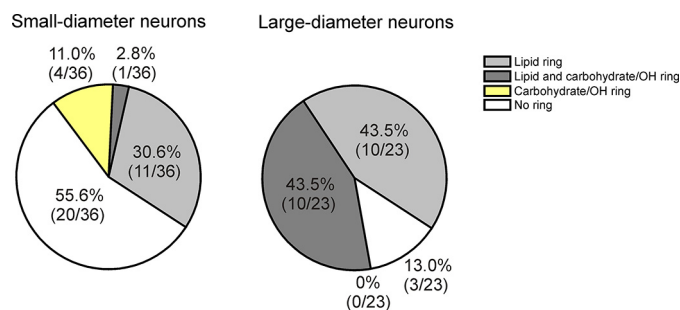 Small-diameter neurons
Large-diameter neurons
11.0%
(4/36)
2.8%
(1/36)
30.6%
(11/36)
55.6%
(20/36)
43.5%
(10/23)
43.5%
(10/23)
13.0%
(3/23)
0%
(0/23)
Lipid ring
Lipid and carbohydrate/OH ring
Carbohydrate/OH ring
No ring